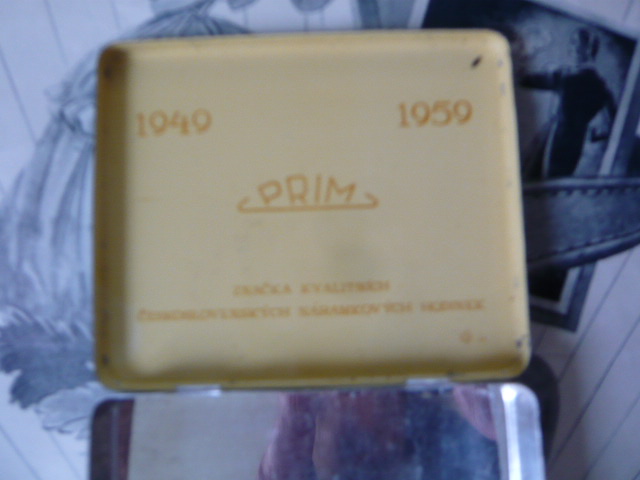 1949 1959
PRIM
ZNAČKA KVALITNÍCH
ČESKOSLOVENSKÝCH NÁRAMKOVÝCH HODINEK